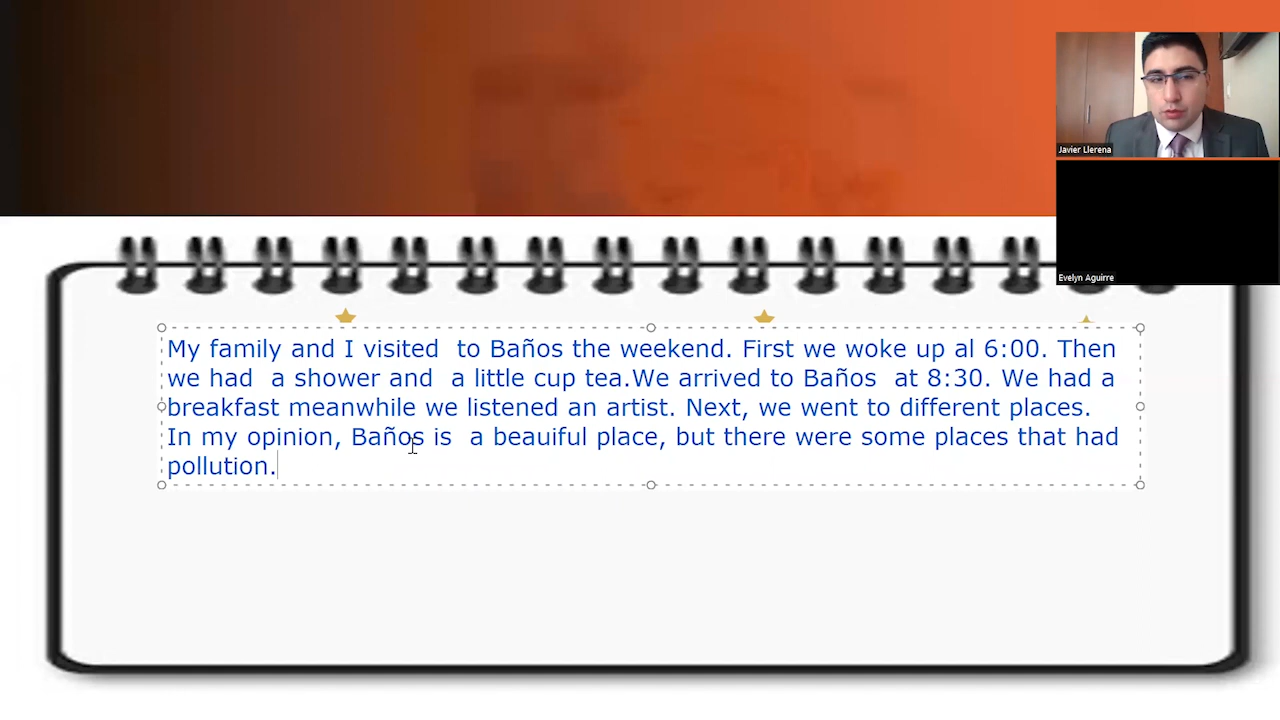 Javier Llerena
Evelyn Aguirre
My family and I visited  to Baños the weekend. First we woke up al 6:00. Then
we had  a shower and  a little cup tea.We arrived to Baños  at 8:30. We had a
breakfast meanwhile we listened an artist. Next, we went to different places.
In my opinion, Baños is  a beauiful place, but there were some places that had
pollution.